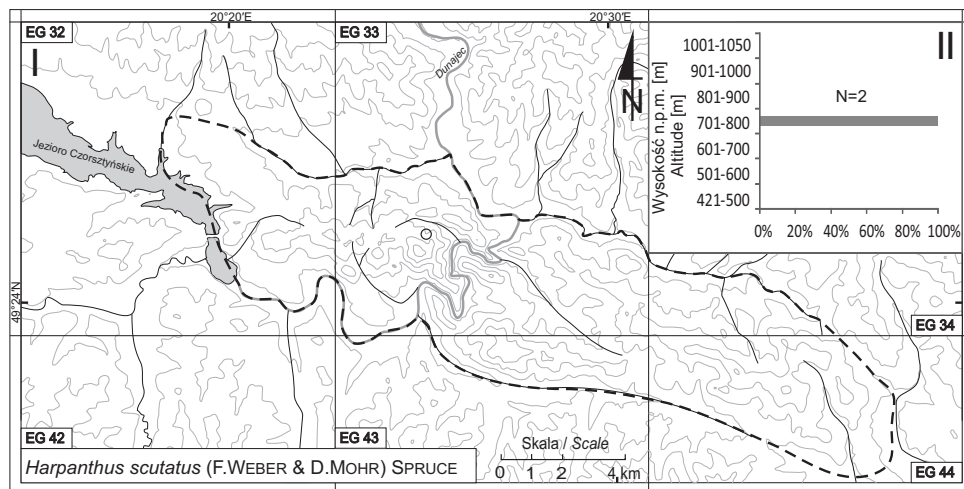 20°20'E
20°30'E
EG 32
EG 33
I
II
Dunajec
N
Jezioro Czorsztyńskie
49°24'N
Wysokość n.p.m. [m]
Altitude [m]
1001-1050
901-1000
801-900
701-800
601-700
501-600
421-500
N=2
0% 20% 40% 60% 80% 100%
EG 34
EG 42
EG 43
EG 44
Skala / Scale
0 1 2 4 km
Harpanthus scutatus (F.WEBER & D.MOHR) SPRUCE